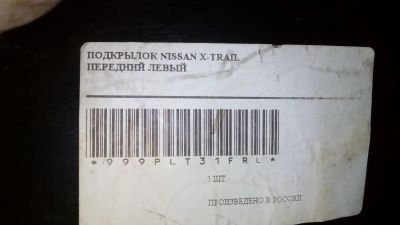 ПОДКРЫЛОК NISSAN X-TRAIL
ПЕРЕДНИЙ ЛЕВЫЙ
*999PLT31FRL*
1 ШТ
ПРОИЗВЕДЕНО В РОССИИ